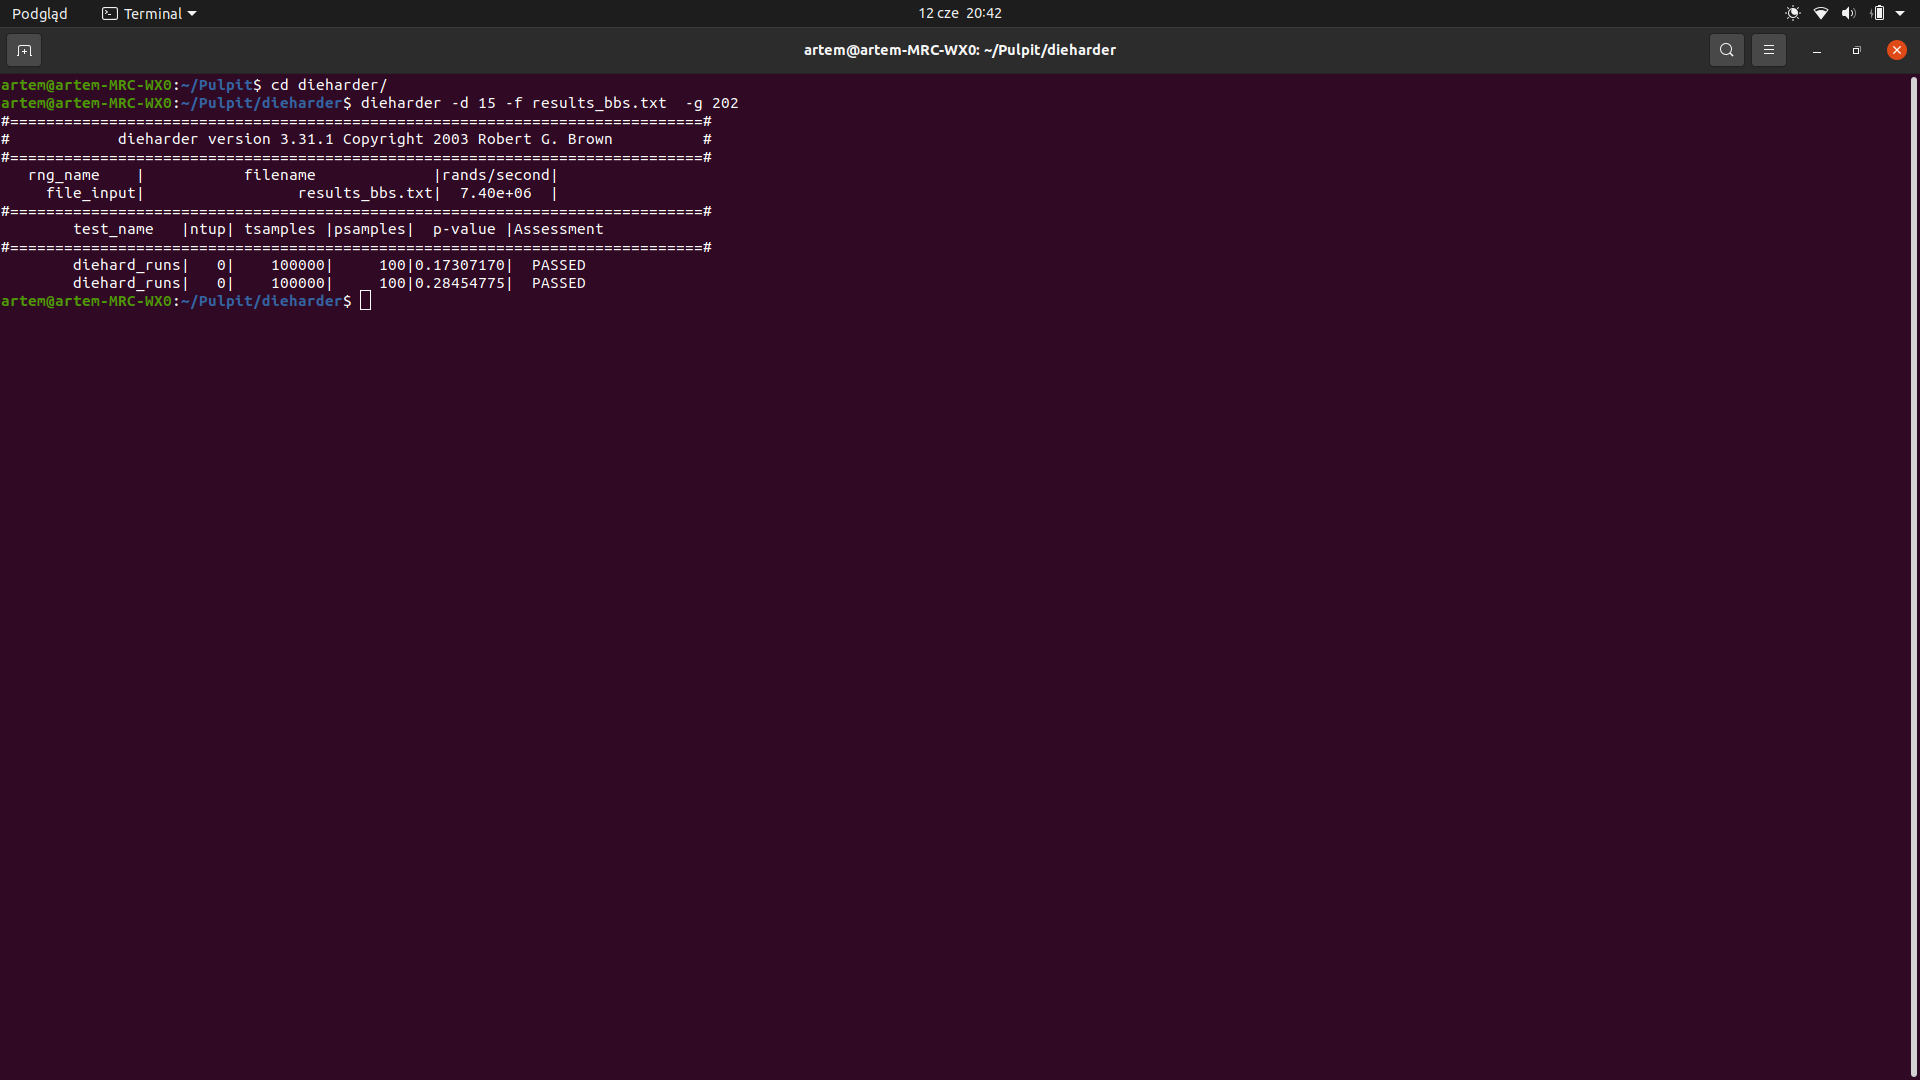 Podgląd Terminal 12 cze 20:42
artem@artem-MRC-WX0: ~/Pulpit/dieharder
artem@artem-MRC-WX0:~/Pulpit$ cd dieharder/
artem@artem-MRC-WX0:~/Pulpit/dieharder$ dieharder -d 15 -f results_bbs.txt  -g 202
#=============================================================================#
#            dieharder version 3.31.1 Copyright 2003 Robert G. Brown          #
#=============================================================================#
   rng_name    |           filename             |rands/second|
     file_input|                 results_bbs.txt|  7.40e+06  |
#=============================================================================#
        test_name   |ntup| tsamples |psamples|  p-value |Assessment
#=============================================================================#
        diehard_runs|   0|    100000|     100|0.17307170|  PASSED
        diehard_runs|   0|    100000|     100|0.28454775|  PASSED
artem@artem-MRC-WX0:~/Pulpit/dieharder$